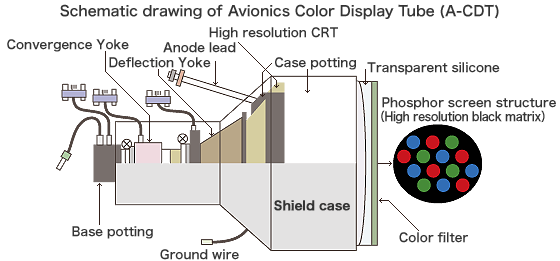 Schematic drawing of Avionics Color Display Tube (A-CDT)
High resolution CRT
Convergence Yoke
Anode lead
Deflection Yoke
Case potting
Transparent silicone
Phosphor screen structure
(High resolution black matrix)
Shield case
Base potting
Color filter
Ground wire